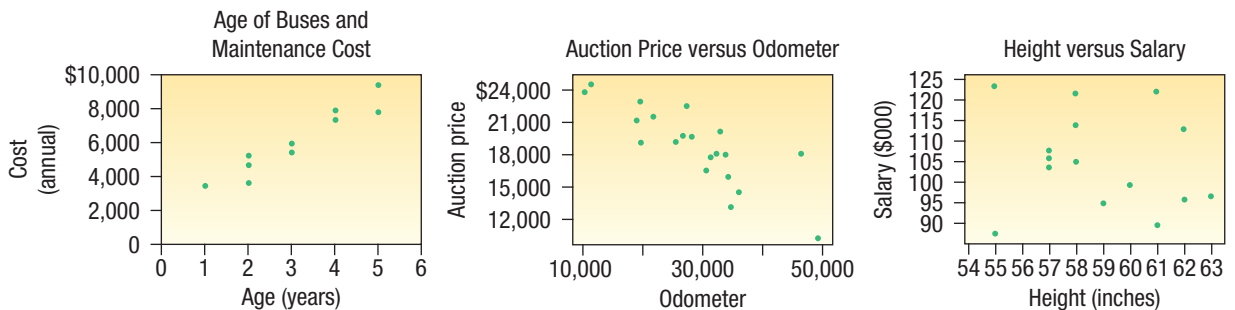 Age of Buses and
Maintenance Cost
$10,000
8,000
6,000
4,000
2,000
0
Cost
(annual)
0 1 2 3 4 5 6
Age (years)
Auction Price versus Odometer
$24,000
21,000
18,000
15,000
12,000
Auction price
10,000 30,000 50,000
Odometer
Height versus Salary
125
120
115
110
105
100
95
90
Salary ($000)
54 55 56 57 58 59 60 61 62 63
Height (inches)